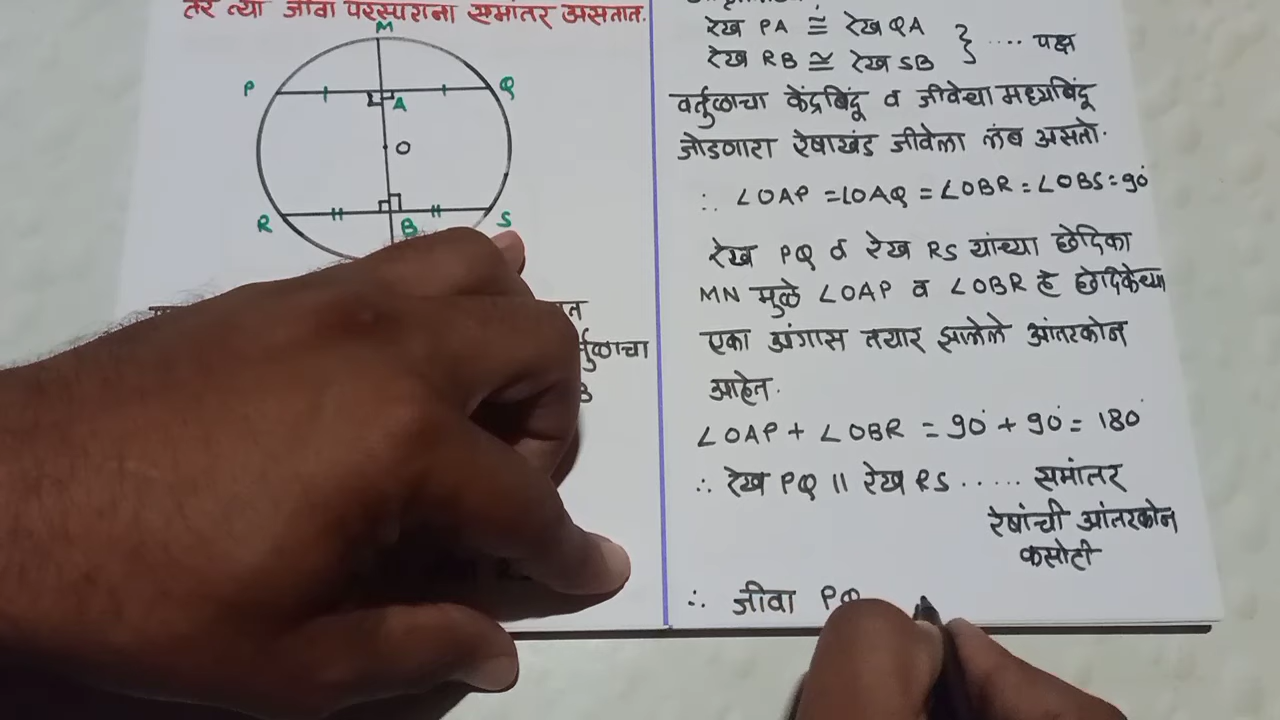 तर त्या जीवा परस्परांना समांतर असतात.
M
P
Q
A
O
R
B
S
र्तुळाचा
रेख PA ≅ रेख QA
रेख RB ≅ रेख SB } .... पक्ष
वर्तुळाचा केंद्रबिंदू व जीवेचा मध्यबिंदू
जोडणारा रेषाखंड जीवेला लंब असतो.
∴ ∠OAP = ∠OAQ = ∠OBR = ∠OBS = 90°
रेख PQ व रेख RS यांच्या छेदिका
MN मुळे ∠OAP व ∠OBR हे छेदिकेच्या
एका अंगास तयार झालेले आंतरकोन
आहेत.
∠OAP + ∠OBR = 90° + 90° = 180°
∴ रेख PQ || रेख RS ...... समांतर
रेषांची आंतरकोन
कसोटी
∴ जीवा PQ